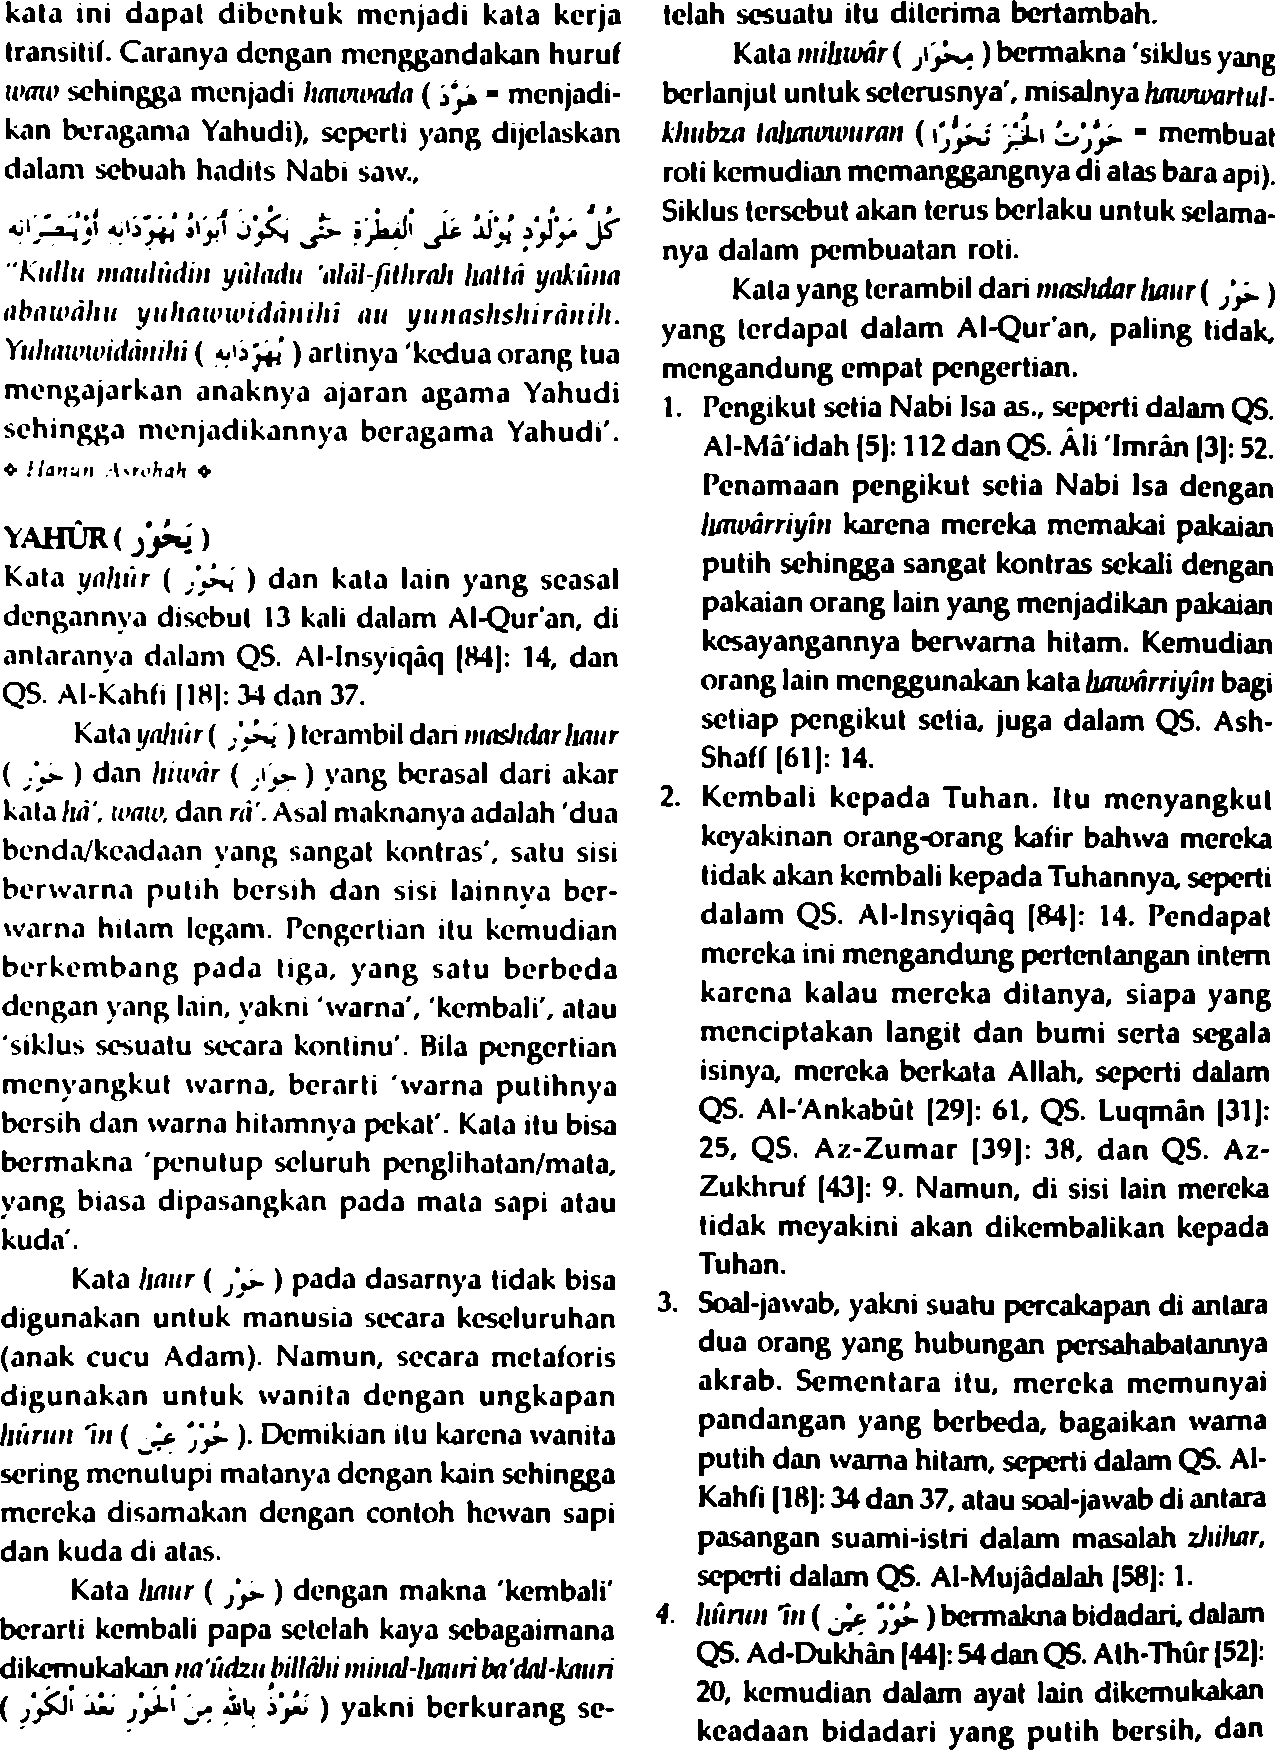 kata ini dapat dibentuk menjadi kata kerja
transitif. Caranya dengan menggandakan huruf
waw sehingga menjadi hawwada ( هَوَّدَ = menjadi-
kan beragama Yahudi), seperti yang dijelaskan
dalam sebuah hadits Nabi saw.,
كُلُّ مَوْلُوْدٍ يُوْلَدُ عَلَى الْفِطْرَةِ حَتَّى يَكُوْنَ أَبَوَاهُ يُهَوِّدَانِهِ أَوْ يُنَصِّرَانِهِ
"Kullu maulûdin yûladu 'alâl-fithrah hattâ yakûna
abawâhu yuhawwidânihî au yunashshirânih.
Yuhawwidânihi ( يُهَوِّدَانِهِ ) artinya 'kedua orang tua
mengajarkan anaknya ajaran agama Yahudi
sehingga menjadikannya beragama Yahudi'.
❖ Hanun Asrohah ❖
YAHÛR ( يَحُوْرُ )
Kata yahûr ( يَحُوْرُ ) dan kata lain yang seasal
dengannya disebut 13 kali dalam Al-Qur'an, di
antaranya dalam QS. Al-Insyiqâq [84]: 14, dan
QS. Al-Kahfi [18]: 34 dan 37.
Kata yahûr ( يَحُوْرُ ) terambil dari mashdar haur
( حَوْرٌ ) dan hiwâr ( حِوَارٌ ) yang berasal dari akar
kata hâ', waw, dan râ'. Asal maknanya adalah 'dua
benda/keadaan yang sangat kontras', satu sisi
berwarna putih bersih dan sisi lainnya ber-
warna hitam legam. Pengertian itu kemudian
berkembang pada tiga, yang satu berbeda
dengan yang lain, yakni 'warna', 'kembali', atau
'siklus sesuatu secara kontinu'. Bila pengertian
menyangkut warna, berarti 'warna putihnya
bersih dan warna hitamnya pekat'. Kata itu bisa
bermakna 'penutup seluruh penglihatan/mata,
yang biasa dipasangkan pada mata sapi atau
kuda'.
Kata haur ( حَوْرٌ ) pada dasarnya tidak bisa
digunakan untuk manusia secara keseluruhan
(anak cucu Adam). Namun, secara metaforis
digunakan untuk wanita dengan ungkapan
hûrun 'în ( حُوْرٌ عِيْنٌ ). Demikian itu karena wanita
sering menutupi matanya dengan kain sehingga
mereka disamakan dengan contoh hewan sapi
dan kuda di atas.
Kata haur ( حَوْرٌ ) dengan makna 'kembali'
berarti kembali papa setelah kaya sebagaimana
dikemukakan na'ûdzu billâhi minal-hauri ba'dal-kauri
( نَعُوْذُ بِاللهِ مِنَ الْحَوْرِ بَعْدَ الْكَوْرِ ) yakni berkurang se-
telah sesuatu itu diterima bertambah.
Kata mihwâr ( مِحْوَارٌ ) bermakna 'siklus yang
berlanjut untuk seterusnya', misalnya hawwartul-
khubza tahawwuran ( حَوَّرْتُ الْخُبْزَ تَحَوُّرًا = membuat
roti kemudian memanggangnya di atas bara api).
Siklus tersebut akan terus berlaku untuk selama-
nya dalam pembuatan roti.
Kata yang terambil dari mashdar haur ( حَوْرٌ )
yang terdapat dalam Al-Qur'an, paling tidak,
mengandung empat pengertian.
1. Pengikut setia Nabi Isa as., seperti dalam QS.
Al-Mâ'idah [5]: 112 dan QS. Âli 'Imrân [3]: 52.
Penamaan pengikut setia Nabi Isa dengan
hawârriyîn karena mereka memakai pakaian
putih sehingga sangat kontras sekali dengan
pakaian orang lain yang menjadikan pakaian
kesayangannya berwarna hitam. Kemudian
orang lain menggunakan kata hawârriyîn bagi
setiap pengikut setia, juga dalam QS. Ash-
Shaff [61]: 14.
2. Kembali kepada Tuhan. Itu menyangkut
keyakinan orang-orang kafir bahwa mereka
tidak akan kembali kepada Tuhannya, seperti
dalam QS. Al-Insyiqâq [84]: 14. Pendapat
mereka ini mengandung pertentangan intern
karena kalau mereka ditanya, siapa yang
menciptakan langit dan bumi serta segala
isinya, mereka berkata Allah, seperti dalam
QS. Al-'Ankabût [29]: 61, QS. Luqmân [31]:
25, QS. Az-Zumar [39]: 38, dan QS. Az-
Zukhruf [43]: 9. Namun, di sisi lain mereka
tidak meyakini akan dikembalikan kepada
Tuhan.
3. Soal-jawab, yakni suatu percakapan di antara
dua orang yang hubungan persahabatannya
akrab. Sementara itu, mereka memunyai
pandangan yang berbeda, bagaikan warna
putih dan warna hitam, seperti dalam QS. Al-
Kahfi [18]: 34 dan 37, atau soal-jawab di antara
pasangan suami-istri dalam masalah zhihar,
seperti dalam QS. Al-Mujâdalah [58]: 1.
4. hûrun 'în ( حُوْرٌ عِيْنٌ ) bermakna bidadari, dalam
QS. Ad-Dukhân [44]: 54 dan QS. Ath-Thûr [52]:
20, kemudian dalam ayat lain dikemukakan
keadaan bidadari yang putih bersih, dan